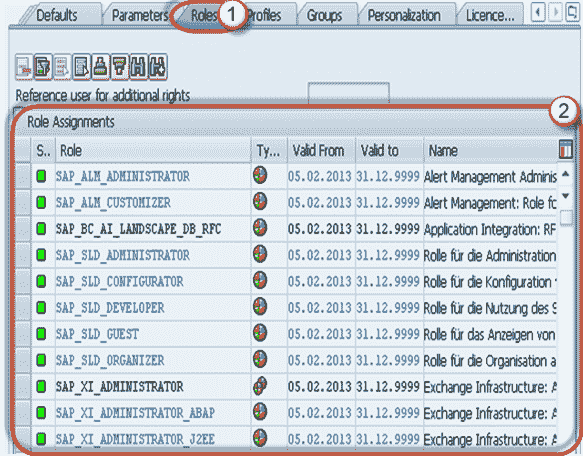 Defaults Parameters Roles 1 Profiles Groups Personalization Licence...
Reference user for additional rights
2
Role Assignments
S.. Role Ty... Valid From Valid to Name
SAP_ALM_ADMINISTRATOR 05.02.2013 31.12.9999 Alert Management Adminis
SAP_ALM_CUSTOMIZER 05.02.2013 31.12.9999 Alert Management: Role fo
SAP_BC_AI_LANDSCAPE_DB_RFC 05.02.2013 31.12.9999 Application Integration: RF
SAP_SLD_ADMINISTRATOR 05.02.2013 31.12.9999 Rolle für die Administration
SAP_SLD_CONFIGURATOR 05.02.2013 31.12.9999 Rolle für die Konfiguration
SAP_SLD_DEVELOPER 05.02.2013 31.12.9999 Rolle für die Nutzung des S
SAP_SLD_GUEST 05.02.2013 31.12.9999 Rolle für das Anzeigen von
SAP_SLD_ORGANIZER 05.02.2013 31.12.9999 Rolle für die Organisation a
SAP_XI_ADMINISTRATOR 05.02.2013 31.12.9999 Exchange Infrastructure: A
SAP_XI_ADMINISTRATOR_ABAP 05.02.2013 31.12.9999 Exchange Infrastructure: A
SAP_XI_ADMINISTRATOR_J2EE 05.02.2013 31.12.9999 Exchange Infrastructure: A